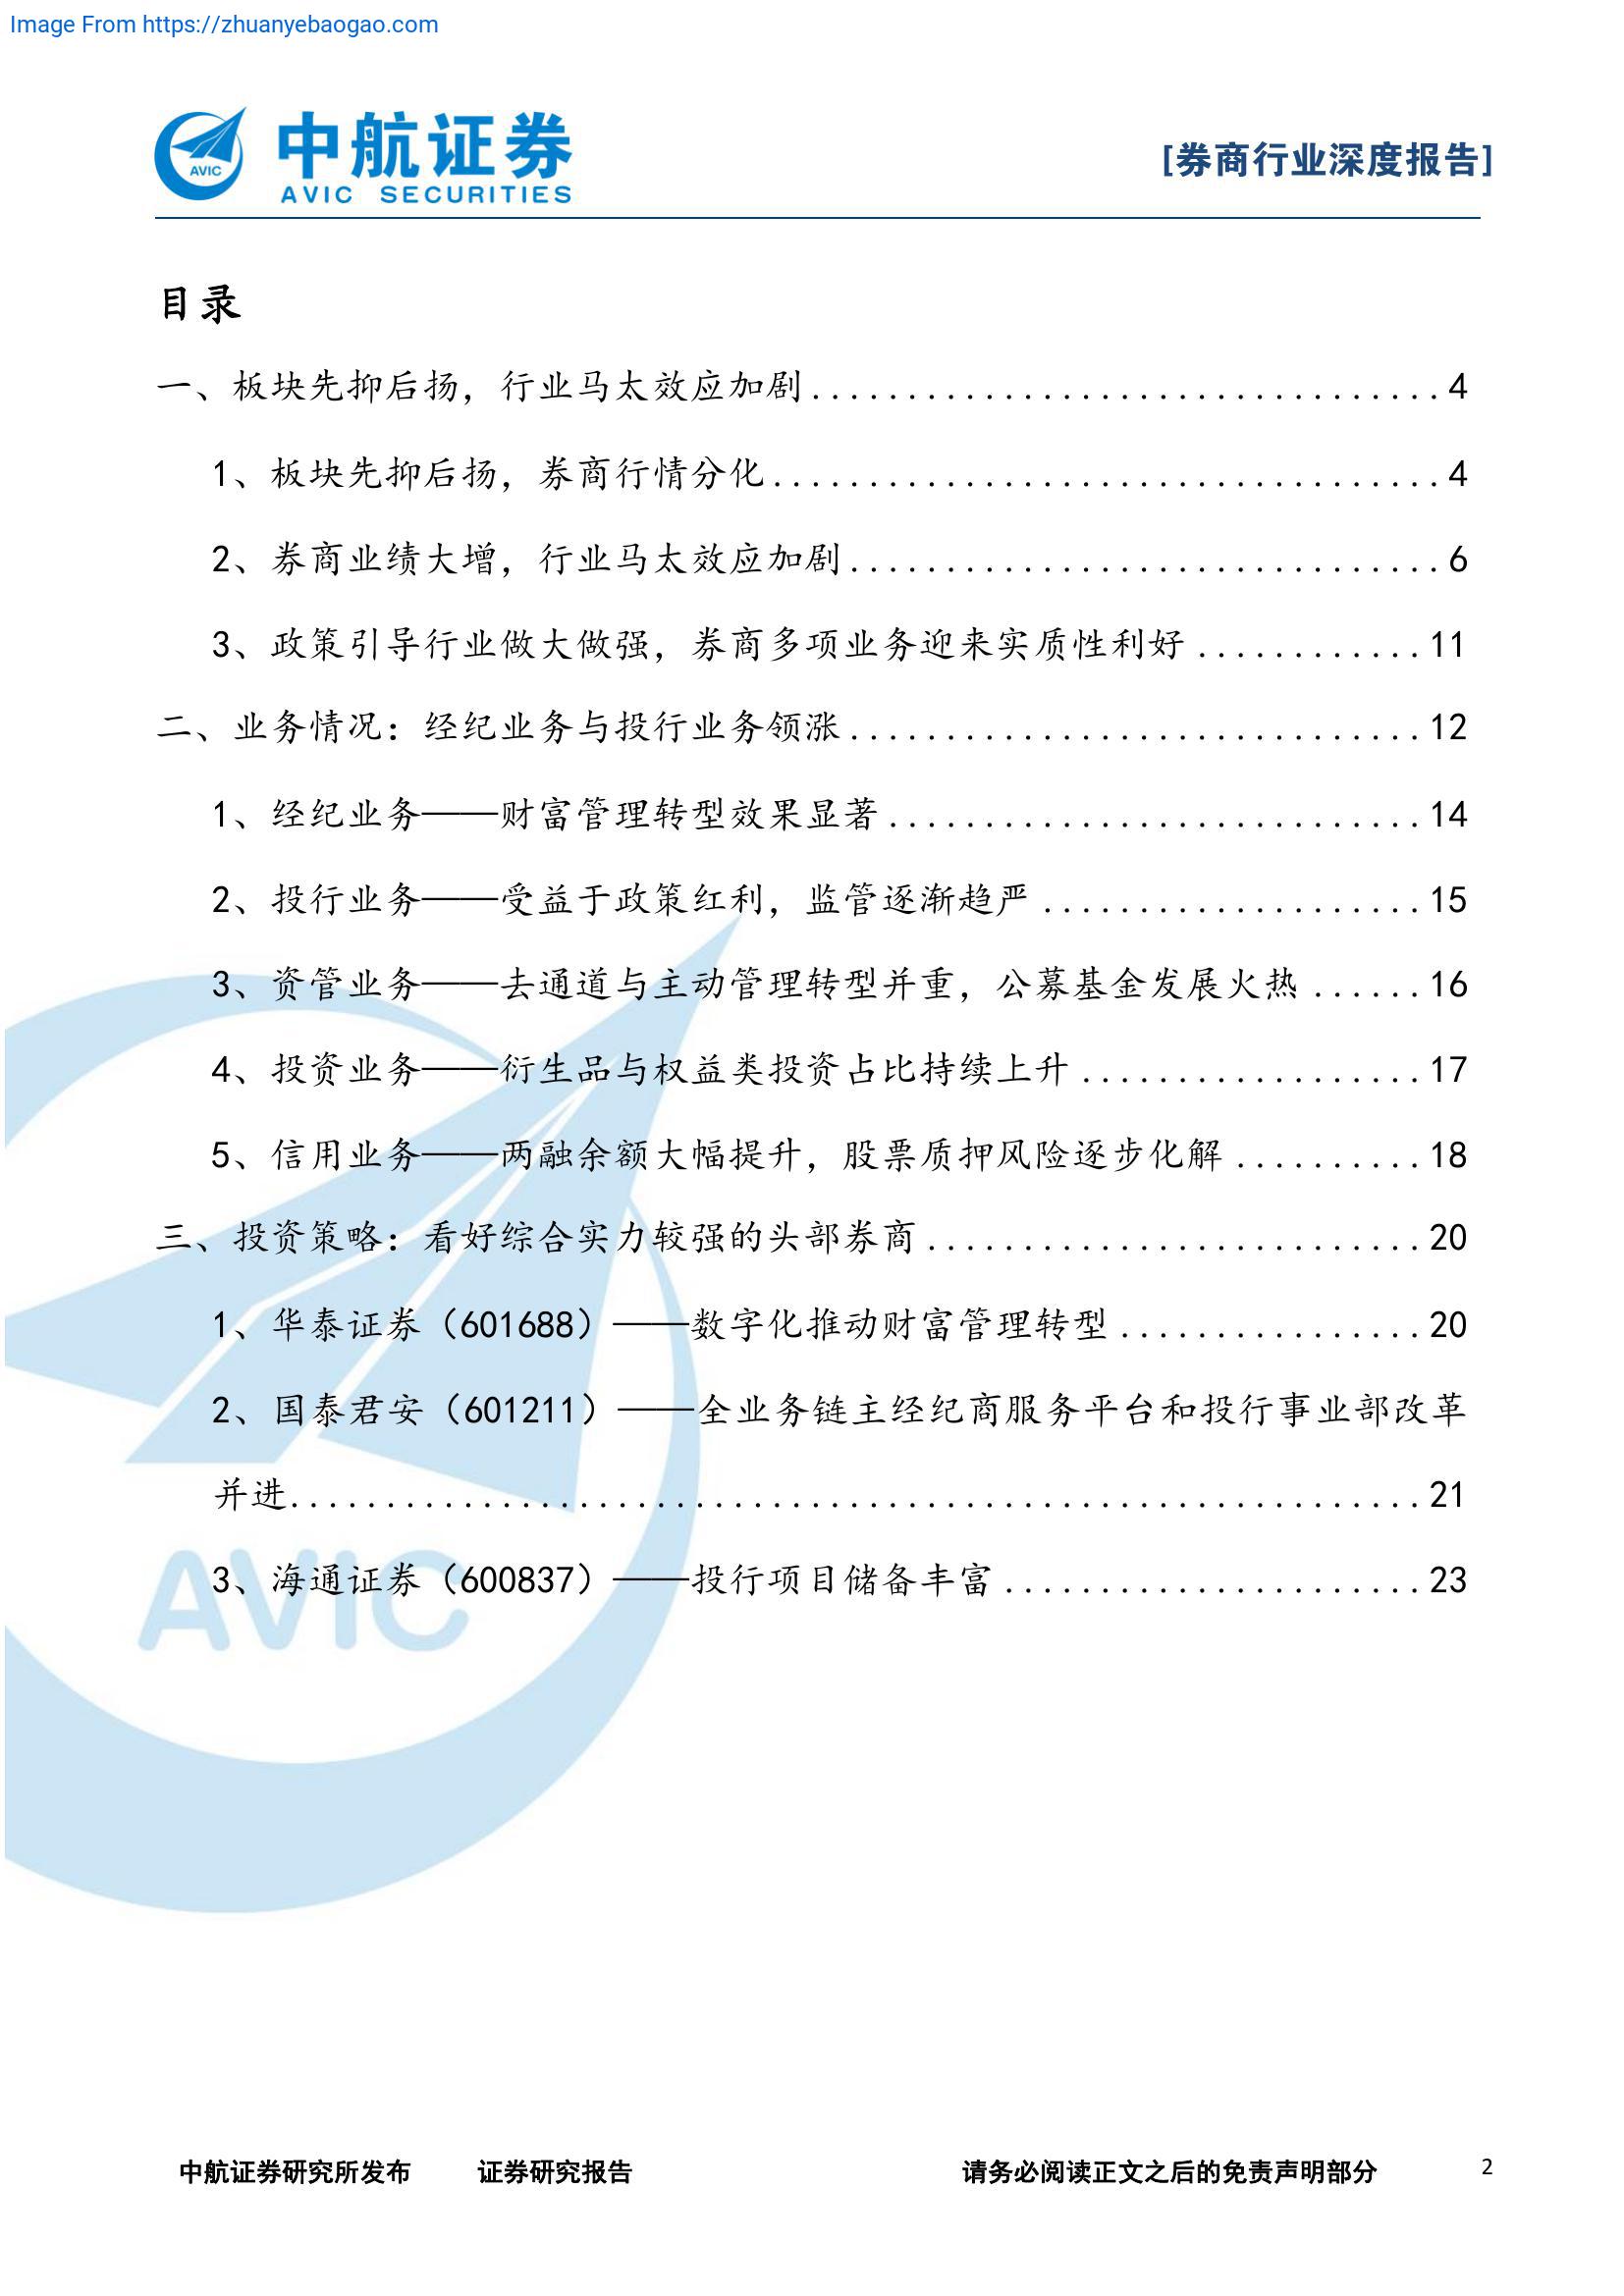 Image From https://zhuanyebaogao.com
AVIC
中航证券
AVIC SECURITIES
[券商行业深度报告]
目录
一、板块先抑后扬，行业马太效应加剧.................................4
1、板块先抑后扬，券商行情分化...................................4
2、券商业绩大增，行业马太效应加剧...............................6
3、政策引导行业做大做强，券商多项业务迎来实质性利好............11
二、业务情况：经纪业务与投行业务领涨..............................12
1、经纪业务——财富管理转型效果显著............................14
2、投行业务——受益于政策红利，监管逐渐趋严....................15
3、资管业务——去通道与主动管理转型并重，公募基金发展火热......16
4、投资业务——衍生品与权益类投资占比持续上升..................17
5、信用业务——两融余额大幅提升，股票质押风险逐步化解..........18
三、投资策略：看好综合实力较强的头部券商..........................20
1、华泰证券（601688）——数字化推动财富管理转型................20
2、国泰君安（601211）——全业务链主经纪商服务平台和投行事业部改革
并进...........................................................21
3、海通证券（600837）——投行项目储备丰富......................23
AVIC
中航证券研究所发布 证券研究报告 请务必阅读正文之后的免责声明部分 2